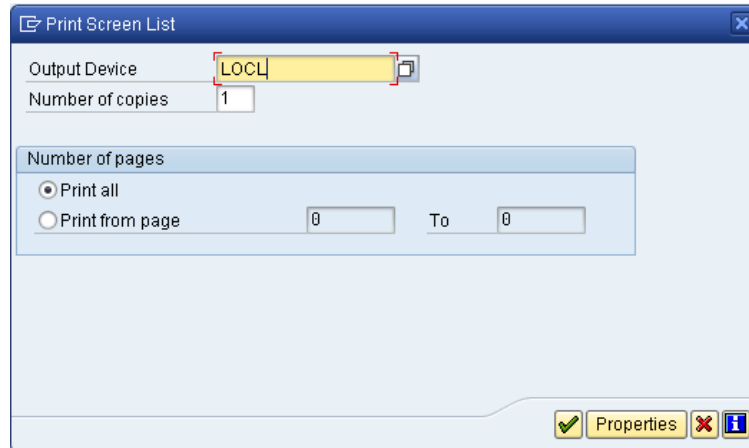 Print Screen List
Output Device LOCL
Number of copies 1
Number of pages
Print all
Print from page 0 To 0
Properties